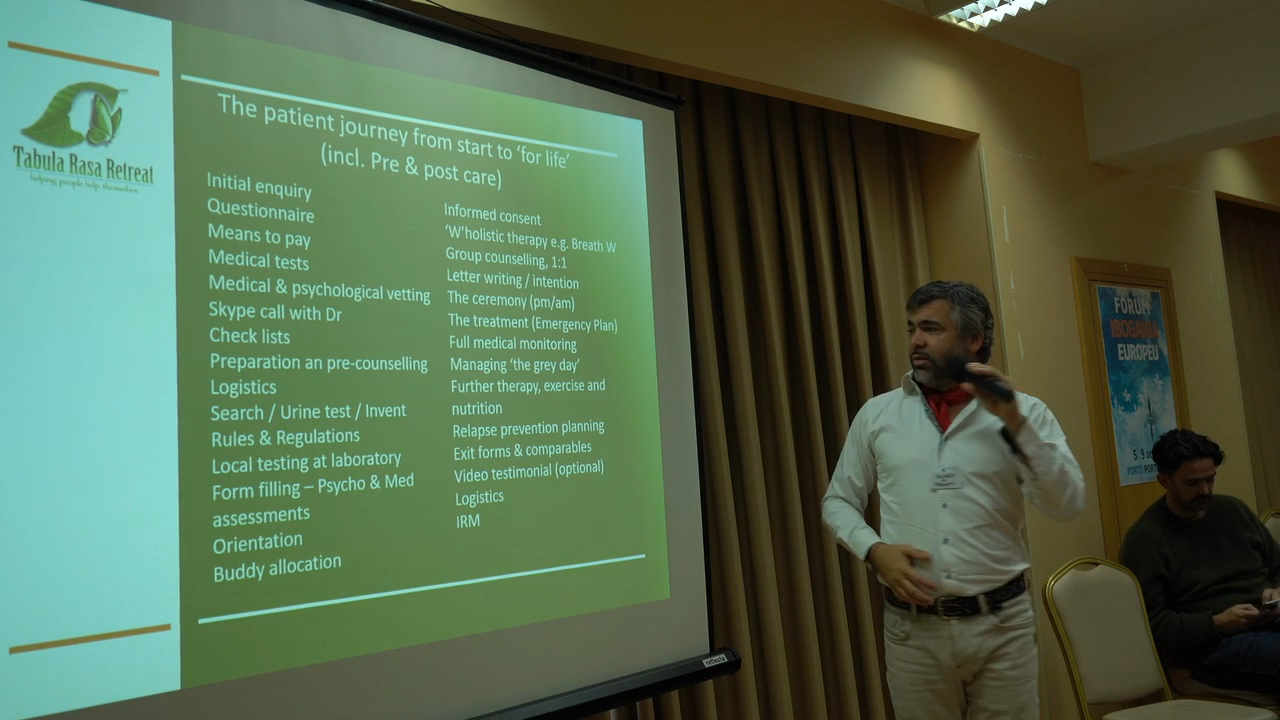 Tabula Rasa Retreat
helping people help themselves
The patient journey from start to 'for life'
(incl. Pre & post care)
Initial enquiry
Questionnaire
Means to pay
Medical tests
Medical & psychological vetting
Skype call with Dr
Check lists
Preparation an pre-counselling
Logistics
Search / Urine test / Invent
Rules & Regulations
Local testing at laboratory
Form filling – Psycho & Med
assessments
Orientation
Buddy allocation
Informed consent
'W'holistic therapy e.g. Breath W
Group counselling, 1:1
Letter writing / intention
The ceremony (pm/am)
The treatment (Emergency Plan)
Full medical monitoring
Managing 'the grey day'
Further therapy, exercise and
nutrition
Relapse prevention planning
Exit forms & comparables
Video testimonial (optional)
Logistics
IRM
reflecta
FORUM
IBOGAINA
EUROPEU
5 - 9
PORTO